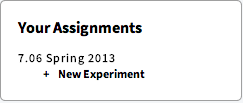 Your Assignments
7.06 Spring 2013
+ New Experiment